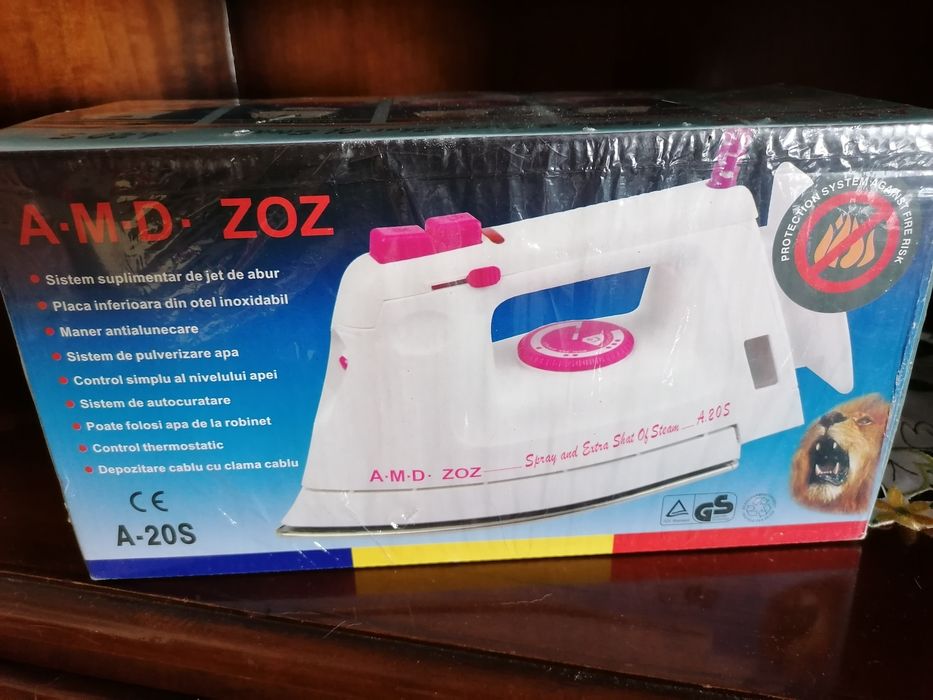 A·M·D· ZOZ
Sistem suplimentar de jet de abur
Placa inferioara din otel inoxidabil
Maner antialunecare
Sistem de pulverizare apa
Control simplu al nivelului apei
Sistem de autocuratare
Poate folosi apa de la robinet
Control thermostatic
Depozitare cablu cu clama cablu
CE
A-20S
PROTECTION SYSTEM AGAINST FIRE RISK
A·M·D· ZOZ Spray and Extra Shat Of Steam A.20S
GS